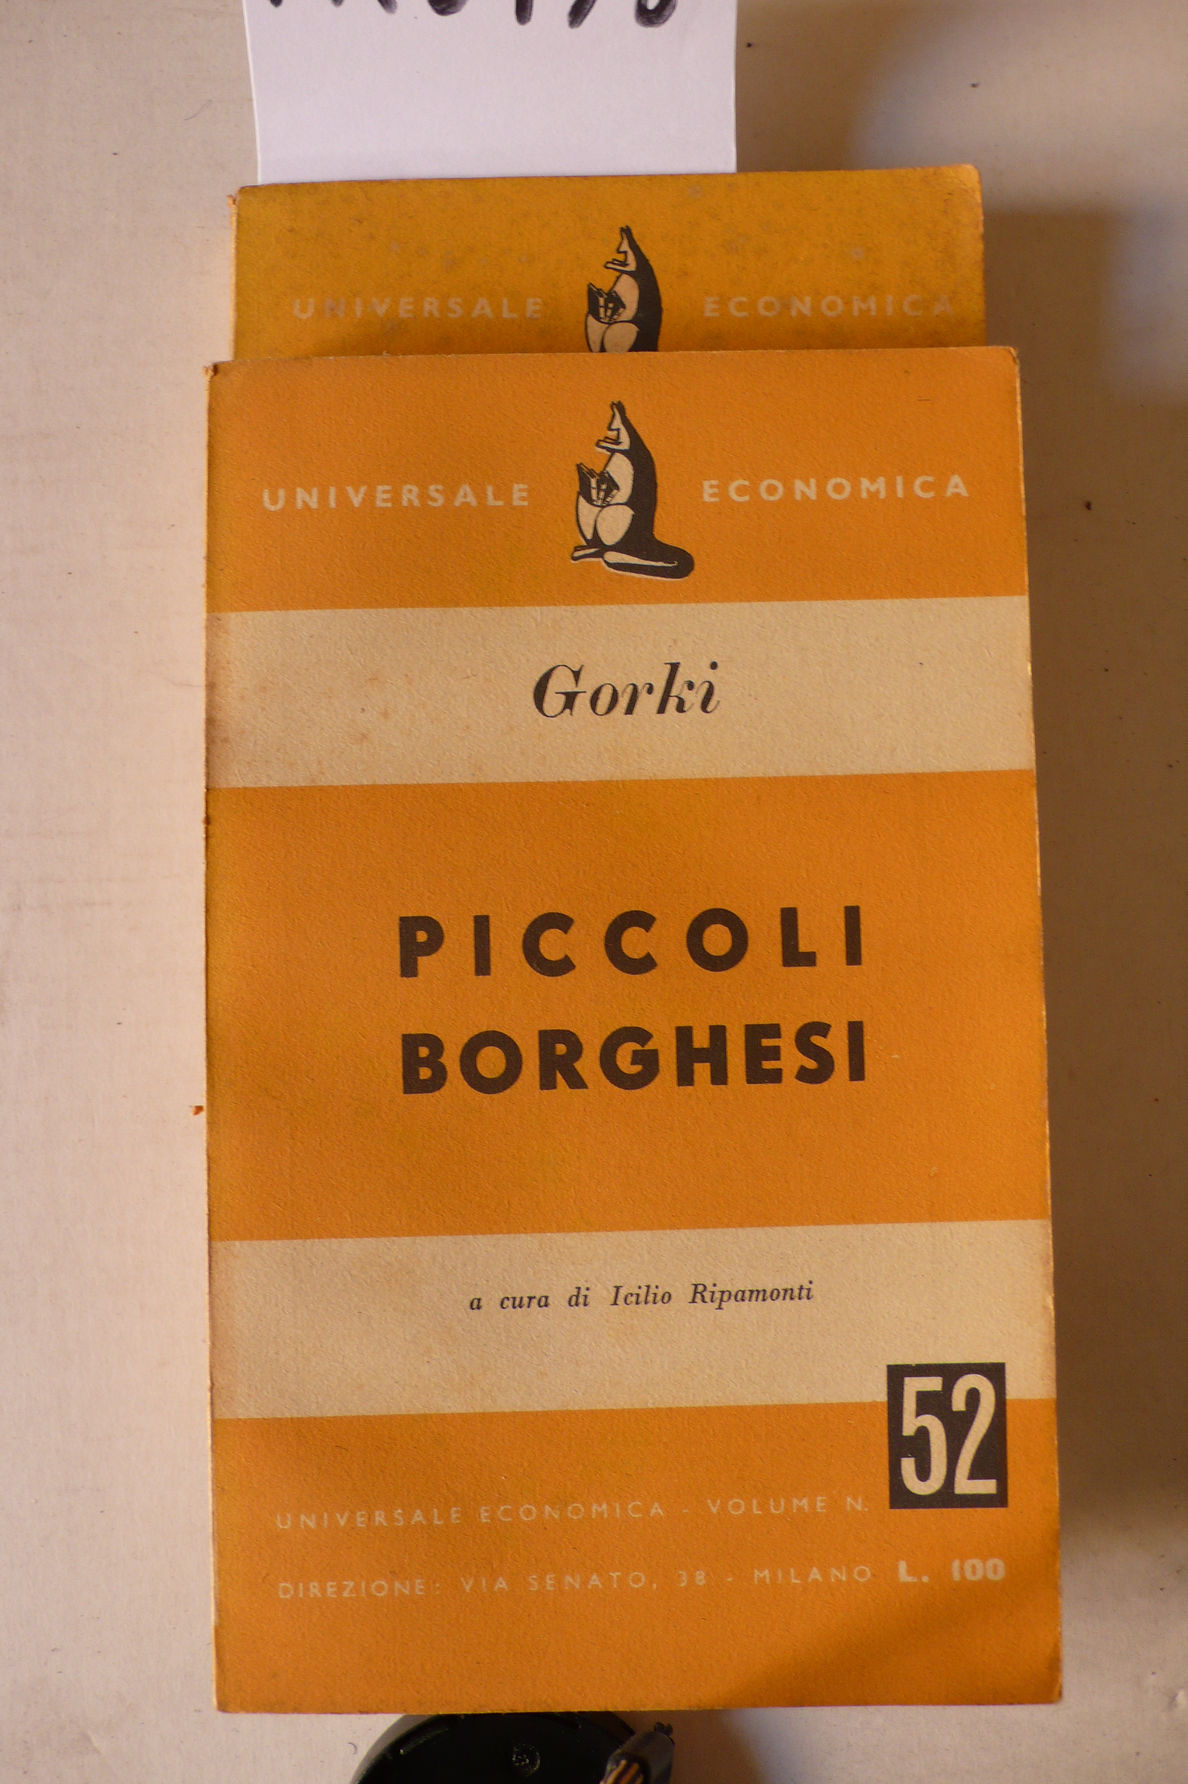 UNIVERSALE ECONOMICA
UNIVERSALE ECONOMICA
Gorki
PICCOLI
BORGHESI
a cura di Icilio Ripamonti
52
UNIVERSALE ECONOMICA - VOLUME N.
DIREZIONE: VIA SENATO, 38 - MILANO L. 100